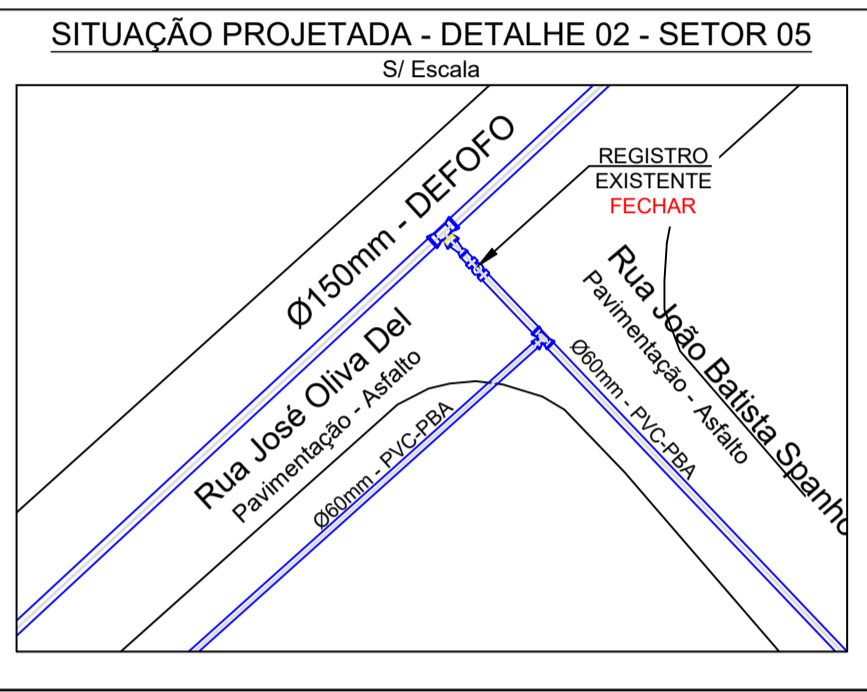 SITUAÇÃO PROJETADA - DETALHE 02 - SETOR 05
S/ Escala
Ø150mm - DEFOFO
REGISTRO
EXISTENTE
FECHAR
Rua José Oliva Del
Pavimentação - Asfalto
Ø60mm - PVC-PBA
Rua João Batista Spanho
Pavimentação - Asfalto
Ø60mm - PVC-PBA